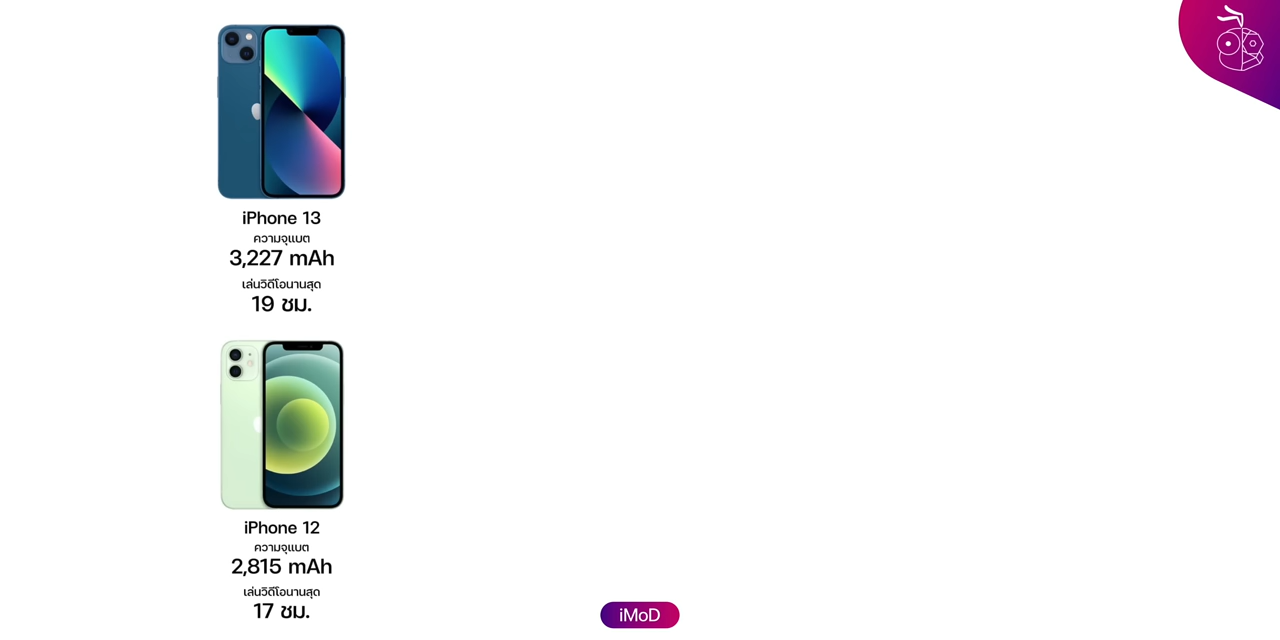 iPhone 13
ความจุแบต
3,227 mAh
เล่นวิดีโอนานสุด
19 ชม.
iPhone 12
ความจุแบต
2,815 mAh
เล่นวิดีโอนานสุด
17 ชม.
iMoD